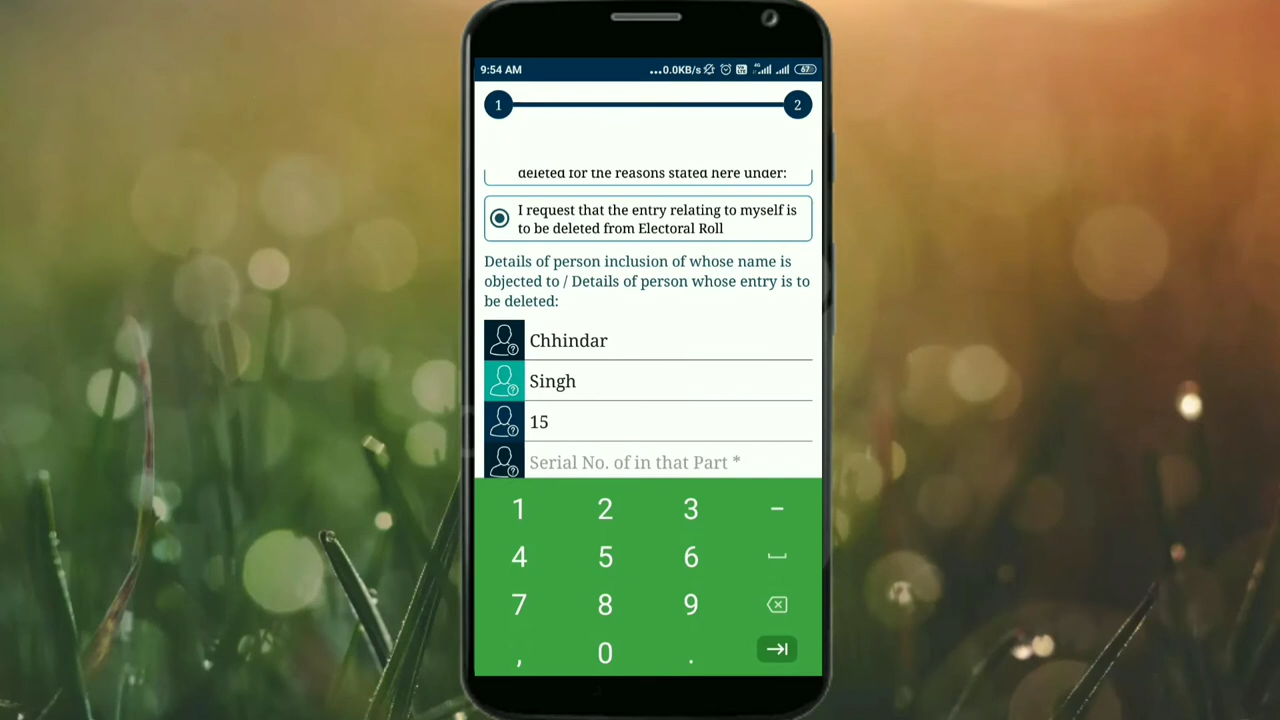 9:54 AM
...0.0KB/s 4G 67
1
2
deleted for the reasons stated here under:
I request that the entry relating to myself is
to be deleted from Electoral Roll
Details of person inclusion of whose name is
objected to / Details of person whose entry is to
be deleted:
Chhindar
Singh
15
Serial No. of in that Part *
1 2 3 -
4 5 6
7 8 9
, 0 .